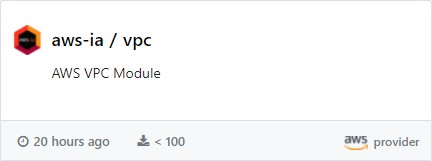 aws-ia / vpc
AWS VPC Module
20 hours ago < 100 aws provider